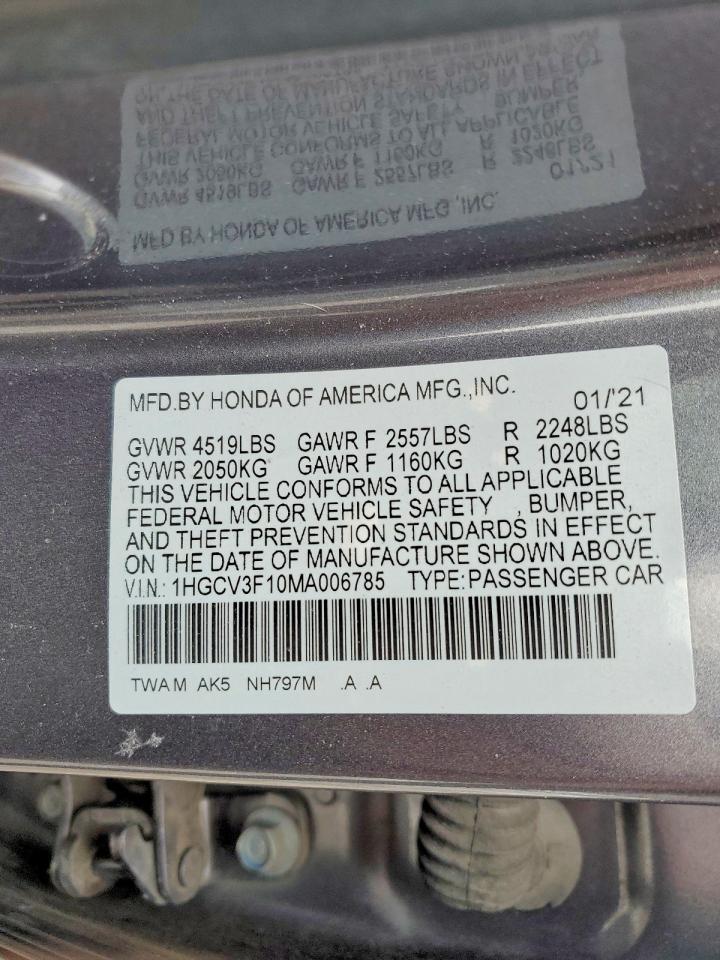 MFD.BY HONDA OF AMERICA MFG.,INC. 01/'21
GVWR 4519LBS GAWR F 2557LBS R 2248LBS
GVWR 2050KG GAWR F 1160KG R 1020KG
THIS VEHICLE CONFORMS TO ALL APPLICABLE
FEDERAL MOTOR VEHICLE SAFETY , BUMPER,
AND THEFT PREVENTION STANDARDS IN EFFECT
ON THE DATE OF MANUFACTURE SHOWN ABOVE.
V.I.N.: 1HGCV3F10MA006785 TYPE:PASSENGER CAR
TWA M AK5 NH797M .A .A